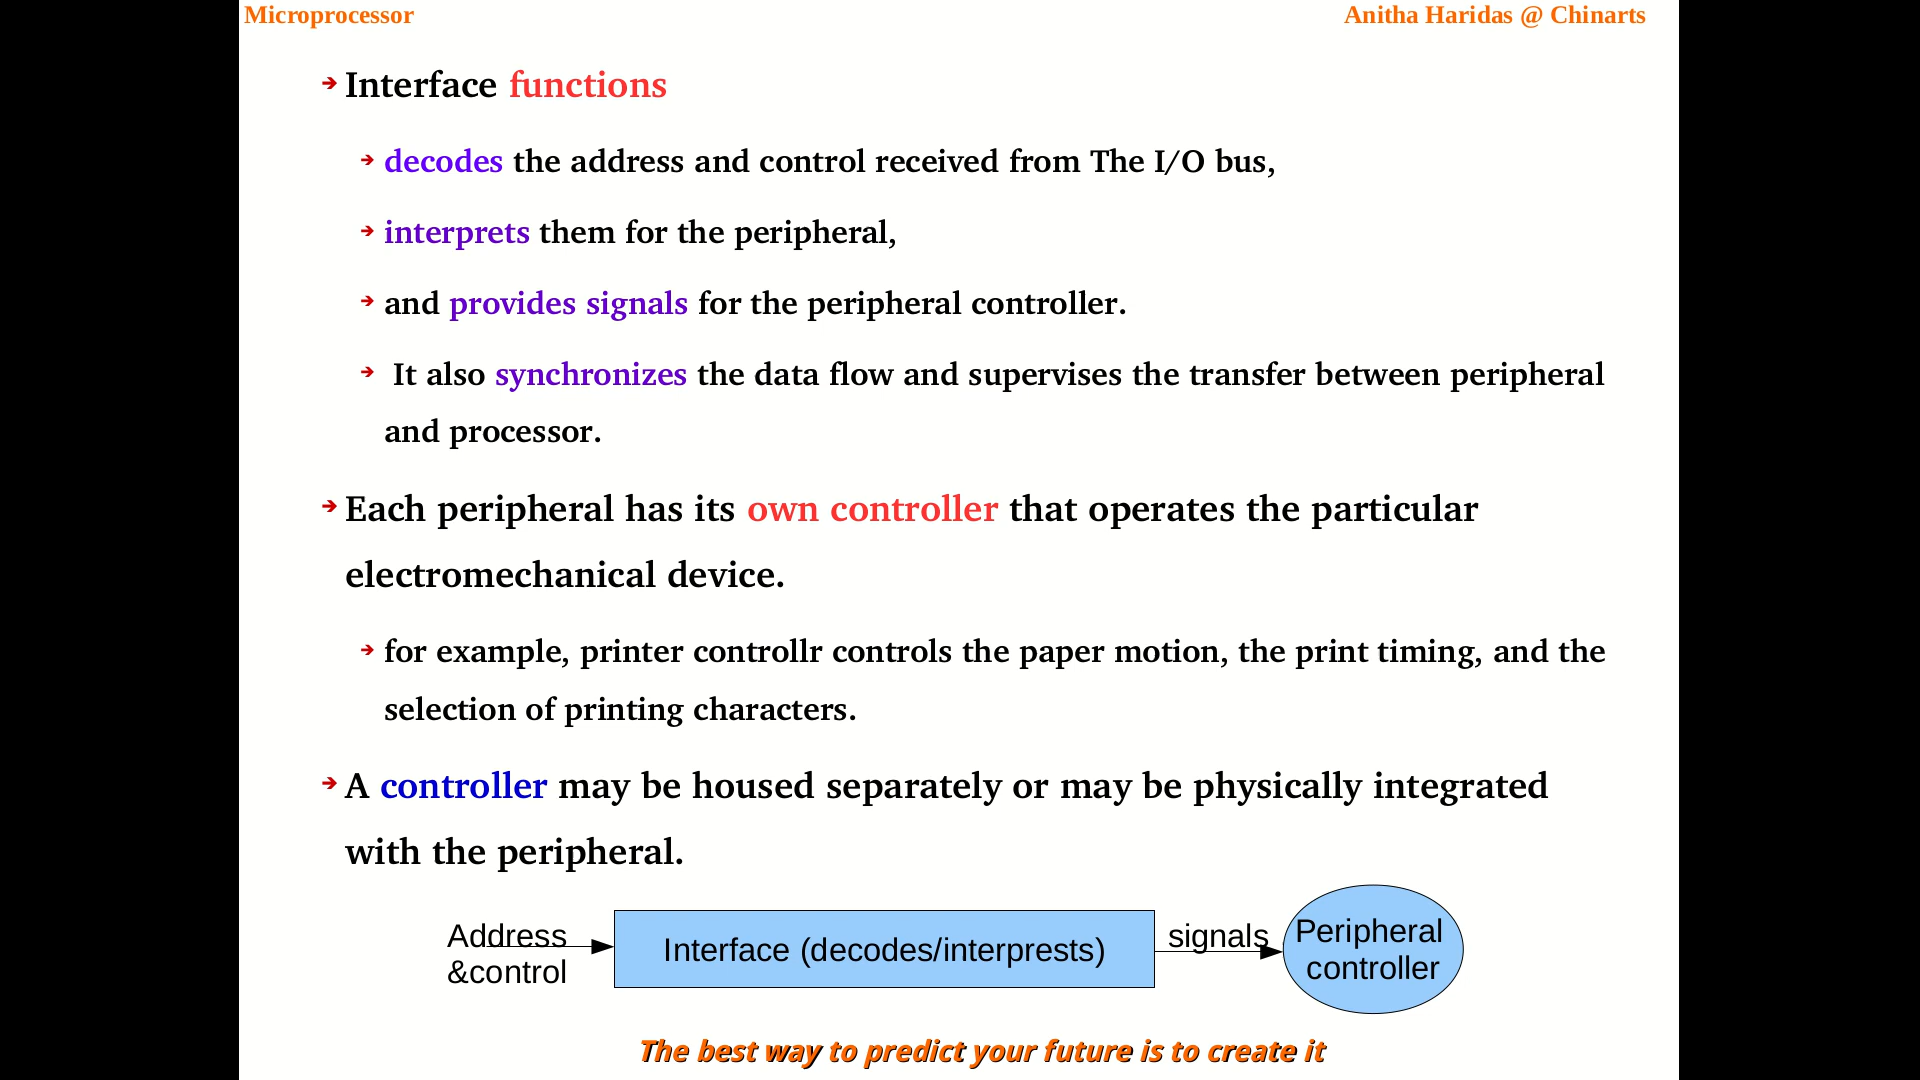 Microprocessor
Anitha Haridas @ Chinarts
Interface functions
decodes the address and control received from The I/O bus,
interprets them for the peripheral,
and provides signals for the peripheral controller.
It also synchronizes the data flow and supervises the transfer between peripheral
and processor.
Each peripheral has its own controller that operates the particular
electromechanical device.
for example, printer controllr controls the paper motion, the print timing, and the
selection of printing characters.
A controller may be housed separately or may be physically integrated
with the peripheral.
Address
&control
Interface (decodes/interprests)
signals
Peripheral
controller
The best way to predict your future is to create it